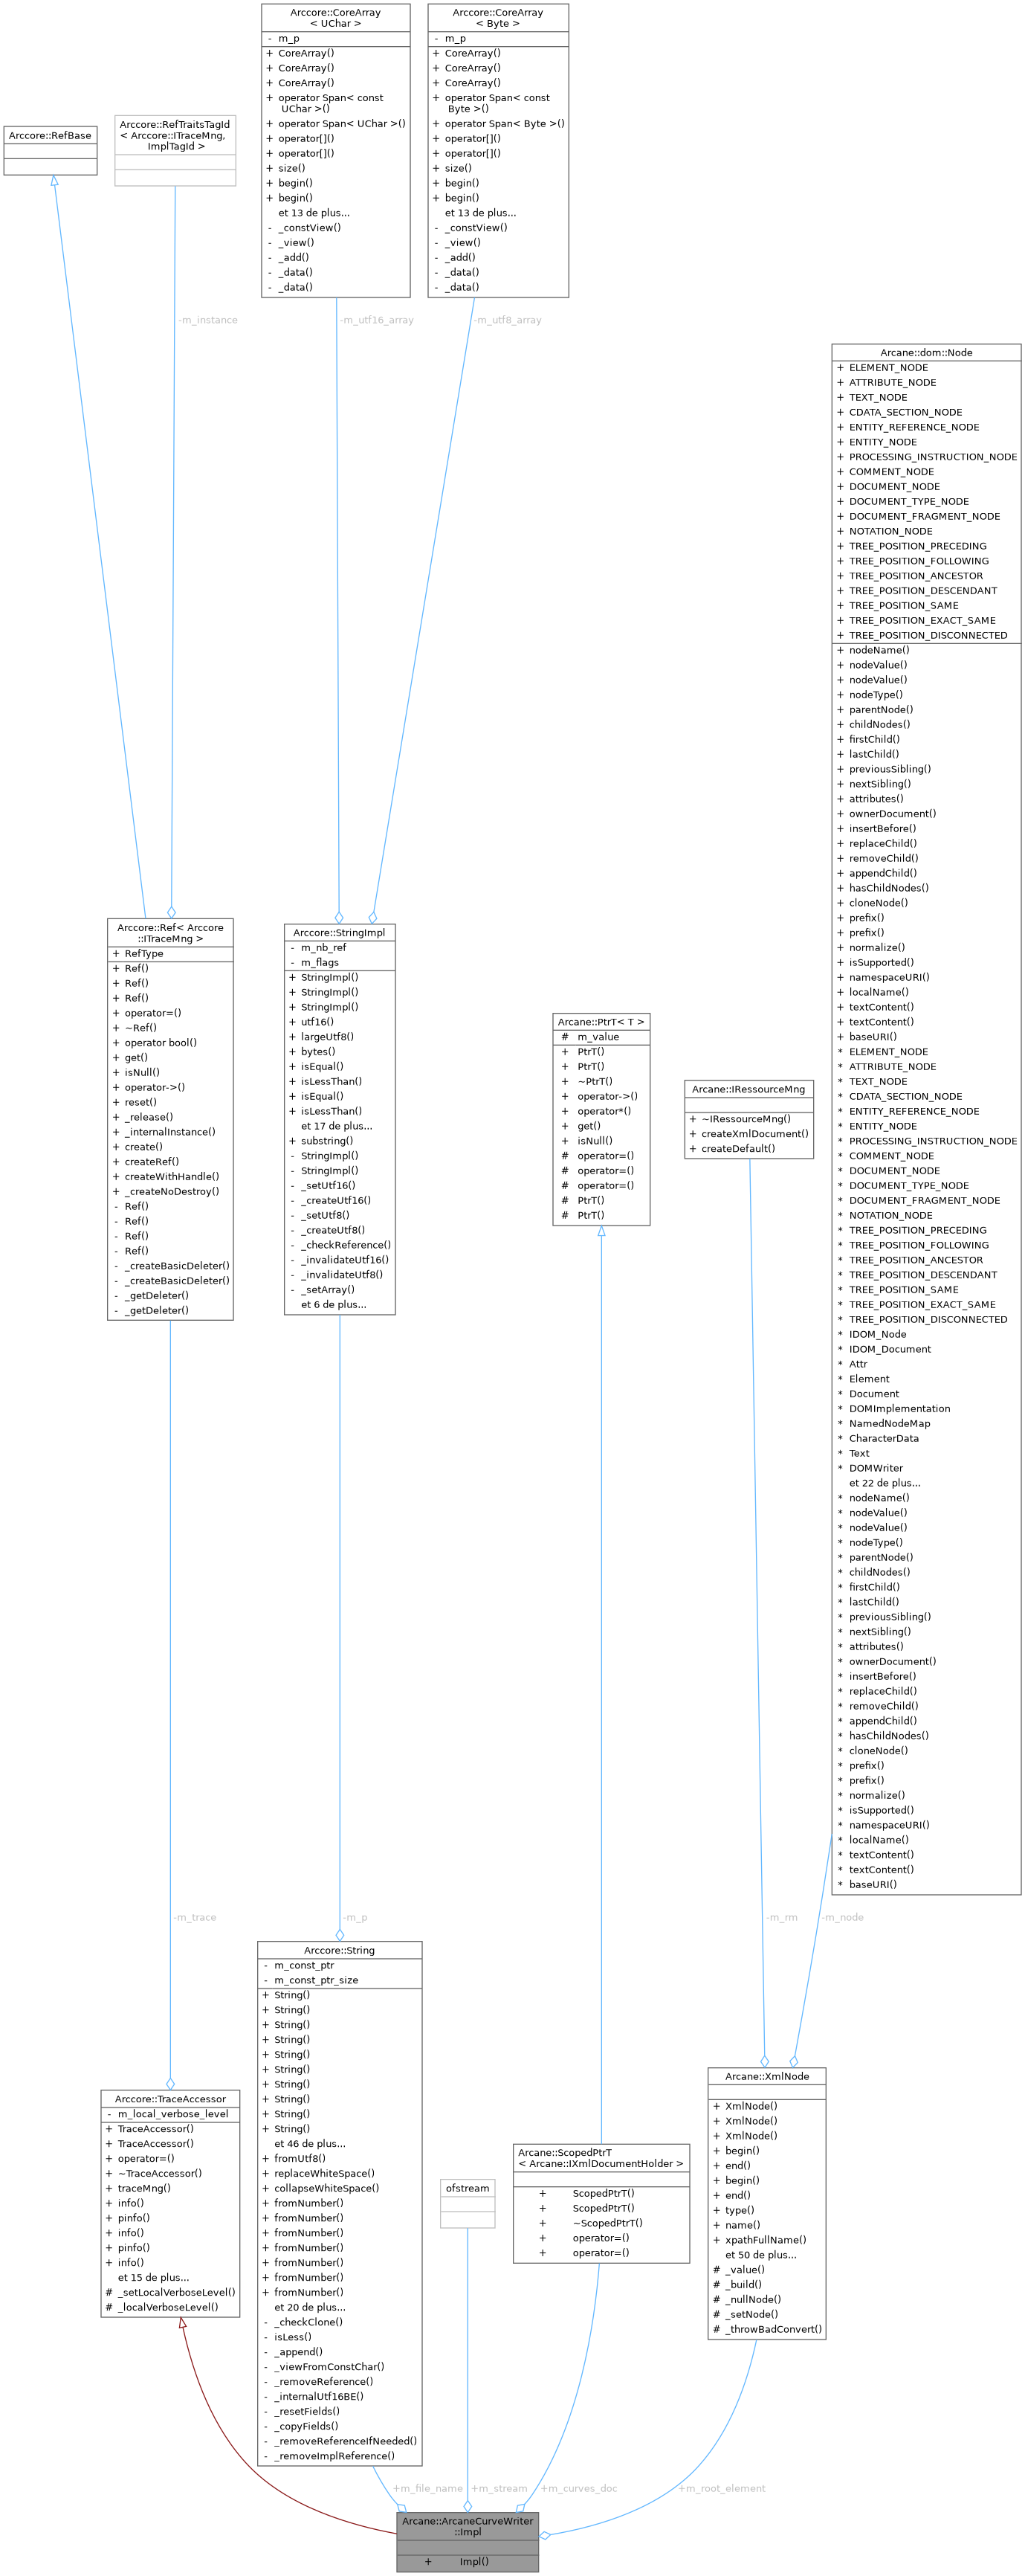 Arccore::CoreArray
< UChar >
- m_p
+ CoreArray()
+ CoreArray()
+ CoreArray()
+ operator Span< const
UChar >()
+ operator Span< UChar >()
+ operator[]()
+ operator[]()
+ size()
+ begin()
+ begin()
et 13 de plus...
- _constView()
- _view()
- _add()
- _data()
- _data()
Arccore::CoreArray
< Byte >
- m_p
+ CoreArray()
+ CoreArray()
+ CoreArray()
+ operator Span< const
Byte >()
+ operator Span< Byte >()
+ operator[]()
+ operator[]()
+ size()
+ begin()
+ begin()
et 13 de plus...
- _constView()
- _view()
- _add()
- _data()
- _data()
Arccore::RefBase
Arccore::RefTraitsTagId
< Arccore::ITraceMng,
ImplTagId >
-m_instance
-m_utf16_array
-m_utf8_array
Arcane::dom::Node
+ ELEMENT_NODE
+ ATTRIBUTE_NODE
+ TEXT_NODE
+ CDATA_SECTION_NODE
+ ENTITY_REFERENCE_NODE
+ ENTITY_NODE
+ PROCESSING_INSTRUCTION_NODE
+ COMMENT_NODE
+ DOCUMENT_NODE
+ DOCUMENT_TYPE_NODE
+ DOCUMENT_FRAGMENT_NODE
+ NOTATION_NODE
+ TREE_POSITION_PRECEDING
+ TREE_POSITION_FOLLOWING
+ TREE_POSITION_ANCESTOR
+ TREE_POSITION_DESCENDANT
+ TREE_POSITION_SAME
+ TREE_POSITION_EXACT_SAME
+ TREE_POSITION_DISCONNECTED
+ nodeName()
+ nodeValue()
+ nodeValue()
+ nodeType()
+ parentNode()
+ childNodes()
+ firstChild()
+ lastChild()
+ previousSibling()
+ nextSibling()
+ attributes()
+ ownerDocument()
+ insertBefore()
+ replaceChild()
+ removeChild()
+ appendChild()
+ hasChildNodes()
+ cloneNode()
+ prefix()
+ prefix()
+ normalize()
+ isSupported()
+ namespaceURI()
+ localName()
+ textContent()
+ textContent()
+ baseURI()
* ELEMENT_NODE
* ATTRIBUTE_NODE
* TEXT_NODE
* CDATA_SECTION_NODE
* ENTITY_REFERENCE_NODE
* ENTITY_NODE
* PROCESSING_INSTRUCTION_NODE
* COMMENT_NODE
* DOCUMENT_NODE
* DOCUMENT_TYPE_NODE
* DOCUMENT_FRAGMENT_NODE
* NOTATION_NODE
* TREE_POSITION_PRECEDING
* TREE_POSITION_FOLLOWING
* TREE_POSITION_ANCESTOR
* TREE_POSITION_DESCENDANT
* TREE_POSITION_SAME
* TREE_POSITION_EXACT_SAME
* TREE_POSITION_DISCONNECTED
* IDOM_Node
* IDOM_Document
* Attr
* Element
* Document
* DOMImplementation
* NamedNodeMap
* CharacterData
* Text
* DOMWriter
et 22 de plus...
* nodeName()
* nodeValue()
* nodeValue()
* nodeType()
* parentNode()
* childNodes()
* firstChild()
* lastChild()
* previousSibling()
* nextSibling()
* attributes()
* ownerDocument()
* insertBefore()
* replaceChild()
* removeChild()
* appendChild()
* hasChildNodes()
* cloneNode()
* prefix()
* prefix()
* normalize()
* isSupported()
* namespaceURI()
* localName()
* textContent()
* textContent()
* baseURI()
Arccore::Ref< Arccore
::ITraceMng >
+ RefType
+ Ref()
+ Ref()
+ Ref()
+ operator=()
+ ~Ref()
+ operator bool()
+ get()
+ isNull()
+ operator->()
+ reset()
+ _release()
+ _internalInstance()
+ create()
+ createRef()
+ createWithHandle()
+ _createNoDestroy()
- Ref()
- Ref()
- Ref()
- Ref()
- _createBasicDeleter()
- _createBasicDeleter()
- _getDeleter()
- _getDeleter()
Arccore::StringImpl
- m_nb_ref
- m_flags
+ StringImpl()
+ StringImpl()
+ StringImpl()
+ utf16()
+ largeUtf8()
+ bytes()
+ isEqual()
+ isLessThan()
+ isEqual()
+ isLessThan()
et 17 de plus...
+ substring()
- StringImpl()
- StringImpl()
- _setUtf16()
- _createUtf16()
- _setUtf8()
- _createUtf8()
- _checkReference()
- _invalidateUtf16()
- _invalidateUtf8()
- _setArray()
et 6 de plus...
Arcane::PtrT< T >
# m_value
+ PtrT()
+ PtrT()
+ ~PtrT()
+ operator->()
+ operator*()
+ get()
+ isNull()
# operator=()
# operator=()
# operator=()
# PtrT()
# PtrT()
Arcane::IRessourceMng
+ ~IRessourceMng()
+ createXmlDocument()
+ createDefault()
-m_trace
-m_p
-m_rm
-m_node
Arccore::TraceAccessor
- m_local_verbose_level
+ TraceAccessor()
+ TraceAccessor()
+ operator=()
+ ~TraceAccessor()
+ traceMng()
+ info()
+ pinfo()
+ info()
+ pinfo()
+ info()
et 15 de plus...
# _setLocalVerboseLevel()
# _localVerboseLevel()
Arccore::String
- m_const_ptr
- m_const_ptr_size
+ String()
+ String()
+ String()
+ String()
+ String()
+ String()
+ String()
+ String()
+ String()
+ String()
et 46 de plus...
+ fromUtf8()
+ replaceWhiteSpace()
+ collapseWhiteSpace()
+ fromNumber()
+ fromNumber()
+ fromNumber()
+ fromNumber()
+ fromNumber()
+ fromNumber()
+ fromNumber()
et 20 de plus...
- _checkClone()
- isLess()
- _append()
- _viewFromConstChar()
- _removeReference()
- _internalUtf16BE()
- _resetFields()
- _copyFields()
- _removeReferenceIfNeeded()
- _removeImplReference()
ofstream
Arcane::ScopedPtrT
< Arcane::IXmlDocumentHolder >
+ ScopedPtrT()
+ ScopedPtrT()
+ ~ScopedPtrT()
+ operator=()
+ operator=()
Arcane::XmlNode
+ XmlNode()
+ XmlNode()
+ XmlNode()
+ begin()
+ end()
+ begin()
+ end()
+ type()
+ name()
+ xpathFullName()
et 50 de plus...
# _value()
# _build()
# _nullNode()
# _setNode()
# _throwBadConvert()
+m_file_name
+m_stream
+m_curves_doc
+m_root_element
Arcane::ArcaneCurveWriter
::Impl
+ Impl()